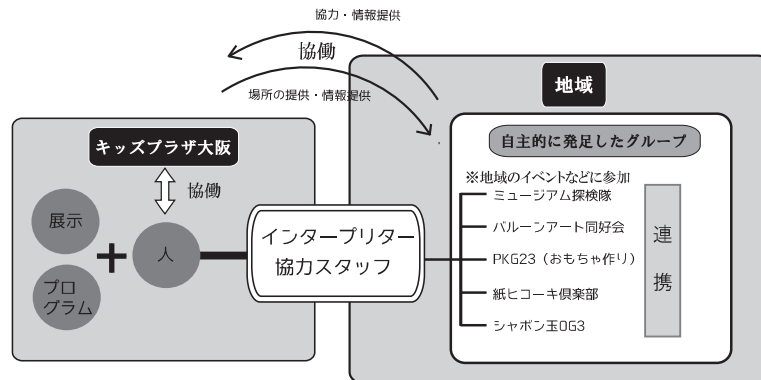 協力・情報提供
協働
場所の提供・情報提供
地域
キッズプラザ大阪
協働
展示
人
プロ
グラム
インタープリター
協力スタッフ
自主的に発足したグループ
※地域のイベントなどに参加
ミュージアム探検隊
バルーンアート同好会
PKG23（おもちゃ作り）
紙ヒコーキ倶楽部
シャボン玉OG3
連
携